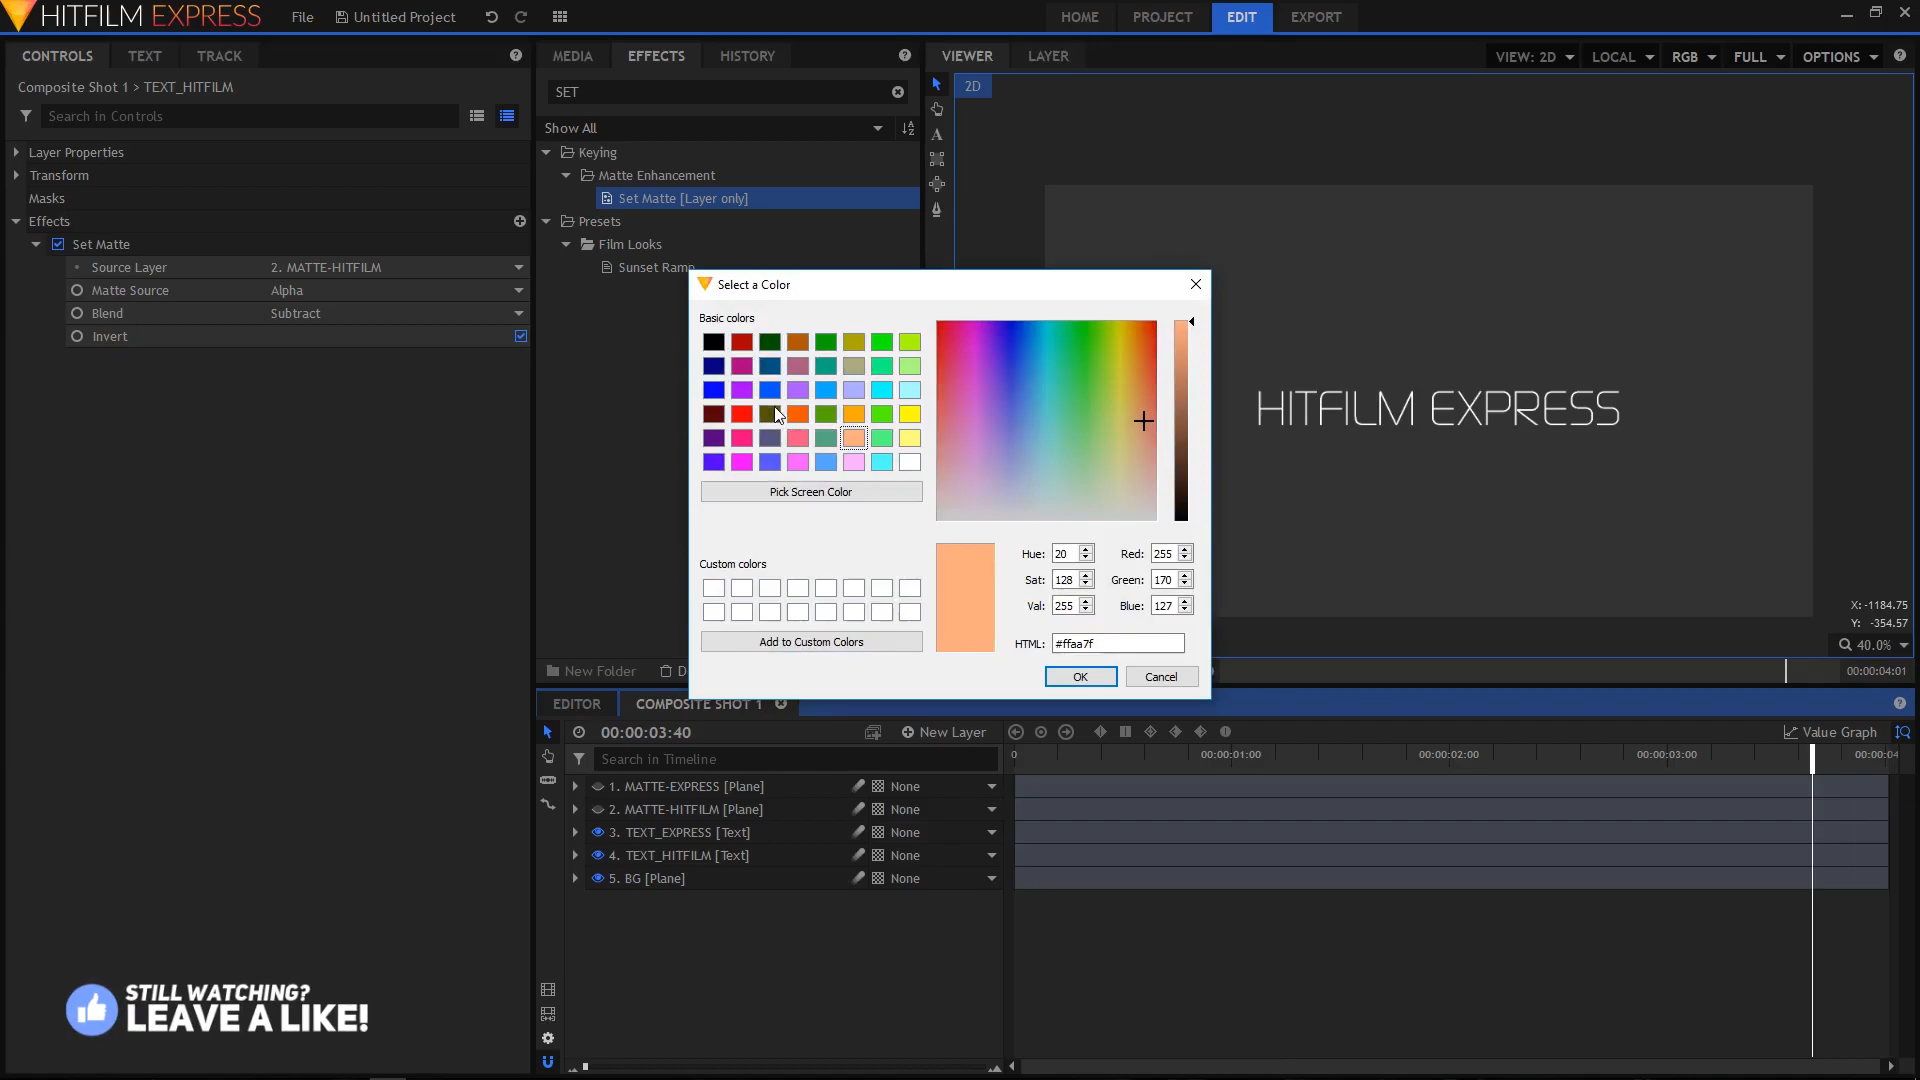 HITFILM EXPRESS
File
Untitled Project
HOME
PROJECT
EDIT
EXPORT
CONTROLS
TEXT
TRACK
MEDIA
EFFECTS
HISTORY
VIEWER
LAYER
VIEW: 2D
LOCAL
RGB
FULL
OPTIONS
Composite Shot 1 > TEXT_HITFILM
Search in Controls
Layer Properties
Transform
Masks
Effects
Set Matte
Source Layer
2. MATTE-HITFILM
Matte Source
Alpha
Blend
Subtract
Invert
SET
Show All
Keying
Matte Enhancement
Set Matte [Layer only]
Presets
Film Looks
Sunset Ramp
New Folder
2D
HITFILM EXPRESS
X: -1184.75
Y: -354.57
40.0%
00:00:04:01
Select a Color
Basic colors
Pick Screen Color
Custom colors
Add to Custom Colors
Hue: 20
Red: 255
Sat: 128
Green: 170
Val: 255
Blue: 127
HTML: #ffaa7f
OK
Cancel
EDITOR
COMPOSITE SHOT 1
00:00:03:40
New Layer
Value Graph
Search in Timeline
0
00:00:01:00
00:00:02:00
00:00:03:00
00:00:04
1. MATTE-EXPRESS [Plane]
None
2. MATTE-HITFILM [Plane]
None
3. TEXT_EXPRESS [Text]
None
4. TEXT_HITFILM [Text]
None
5. BG [Plane]
None
STILL WATCHING?
LEAVE A LIKE!